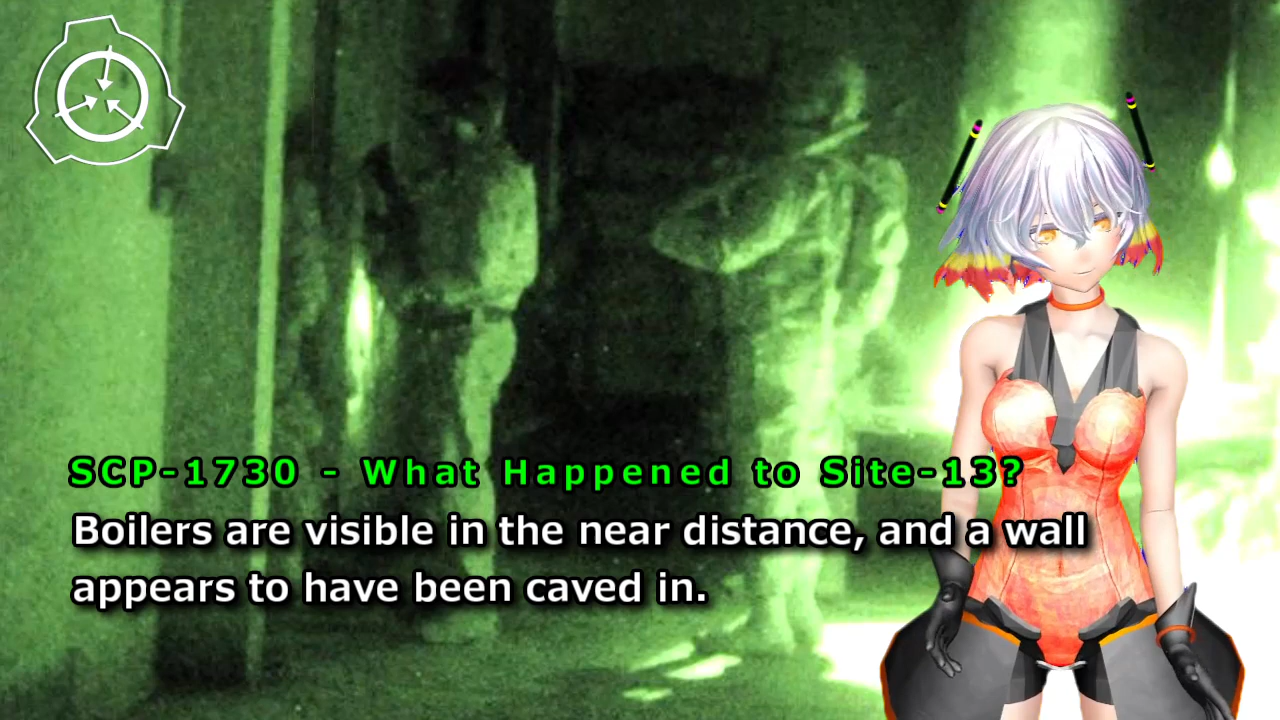 SCP-1730 - What Happened to Site-13?
Boilers are visible in the near distance, and a wall
appears to have been caved in.